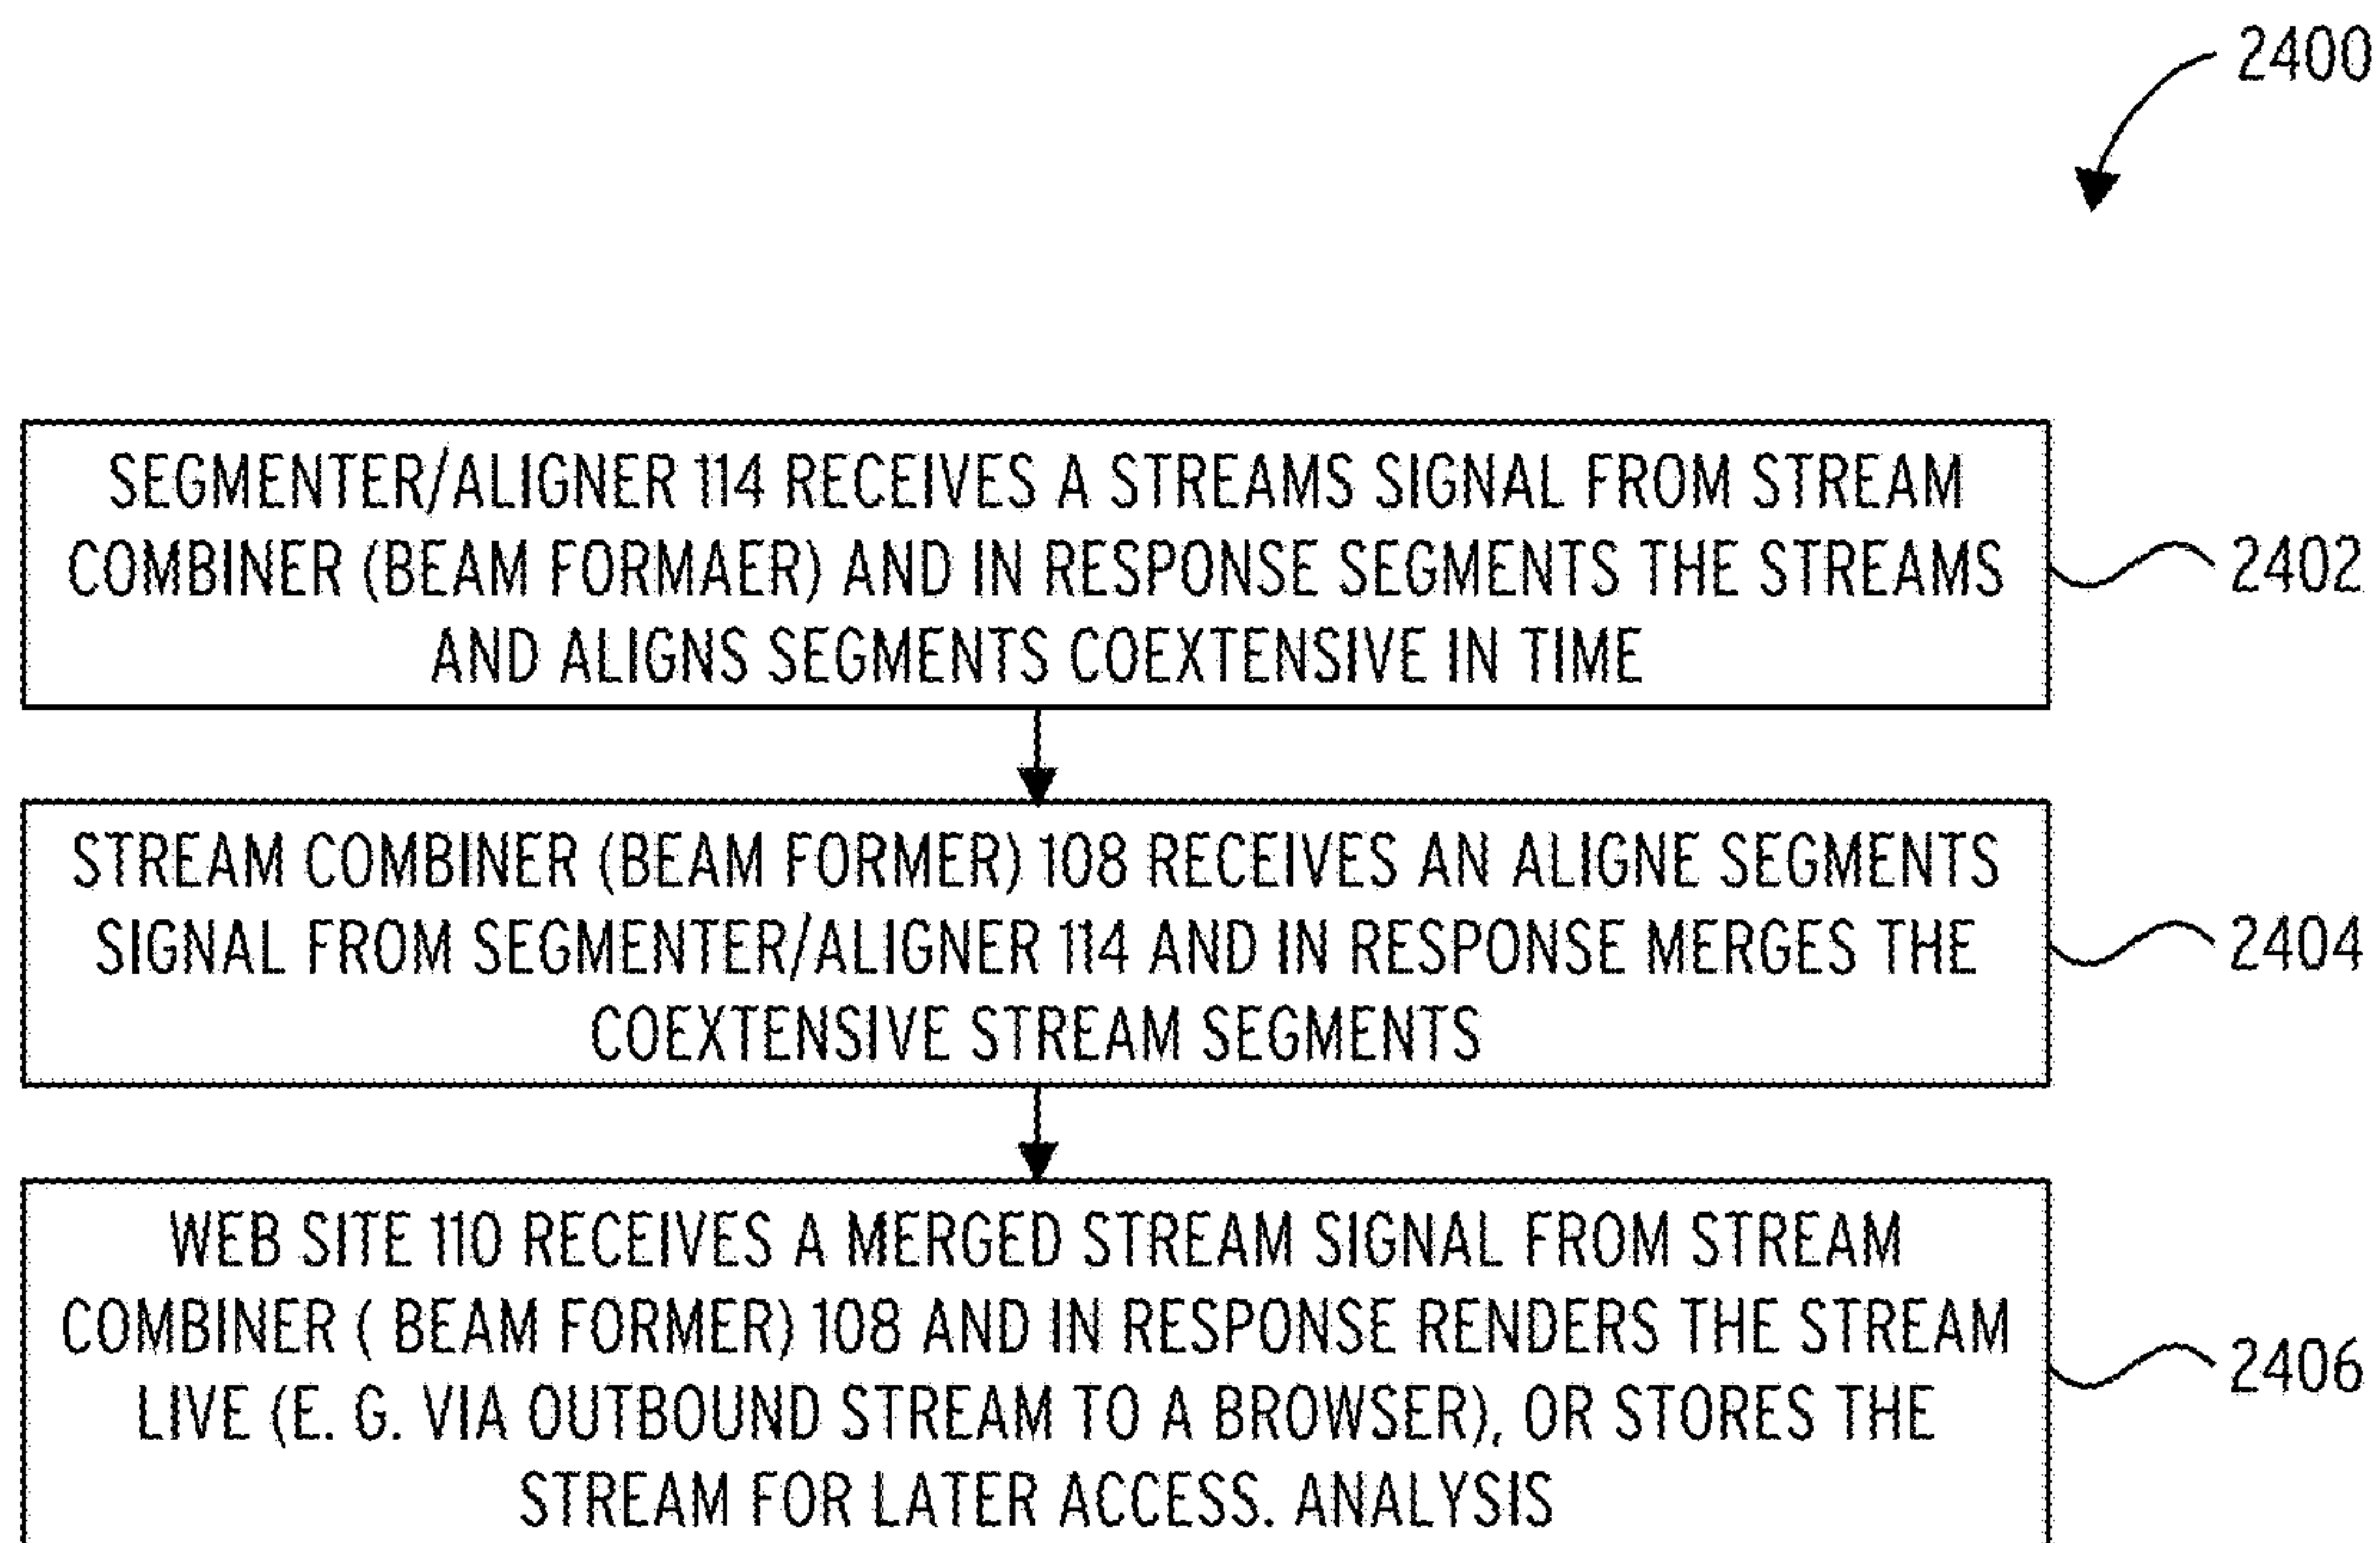 2400
SEGMENTER/ALIGNER 114 RECEIVES A STREAMS SIGNAL FROM STREAM
COMBINER (BEAM FORMAER) AND IN RESPONSE SEGMENTS THE STREAMS
AND ALIGNS SEGMENTS COEXTENSIVE IN TIME
2402
STREAM COMBINER (BEAM FORMER) 108 RECEIVES AN ALIGNE SEGMENTS
SIGNAL FROM SEGMENTER/ALIGNER 114 AND IN RESPONSE MERGES THE
COEXTENSIVE STREAM SEGMENTS
2404
WEB SITE 110 RECEIVES A MERGED STREAM SIGNAL FROM STREAM
COMBINER ( BEAM FORMER) 108 AND IN RESPONSE RENDERS THE STREAM
LIVE (E. G. VIA OUTBOUND STREAM TO A BROWSER), OR STORES THE
STREAM FOR LATER ACCESS. ANALYSIS
2406